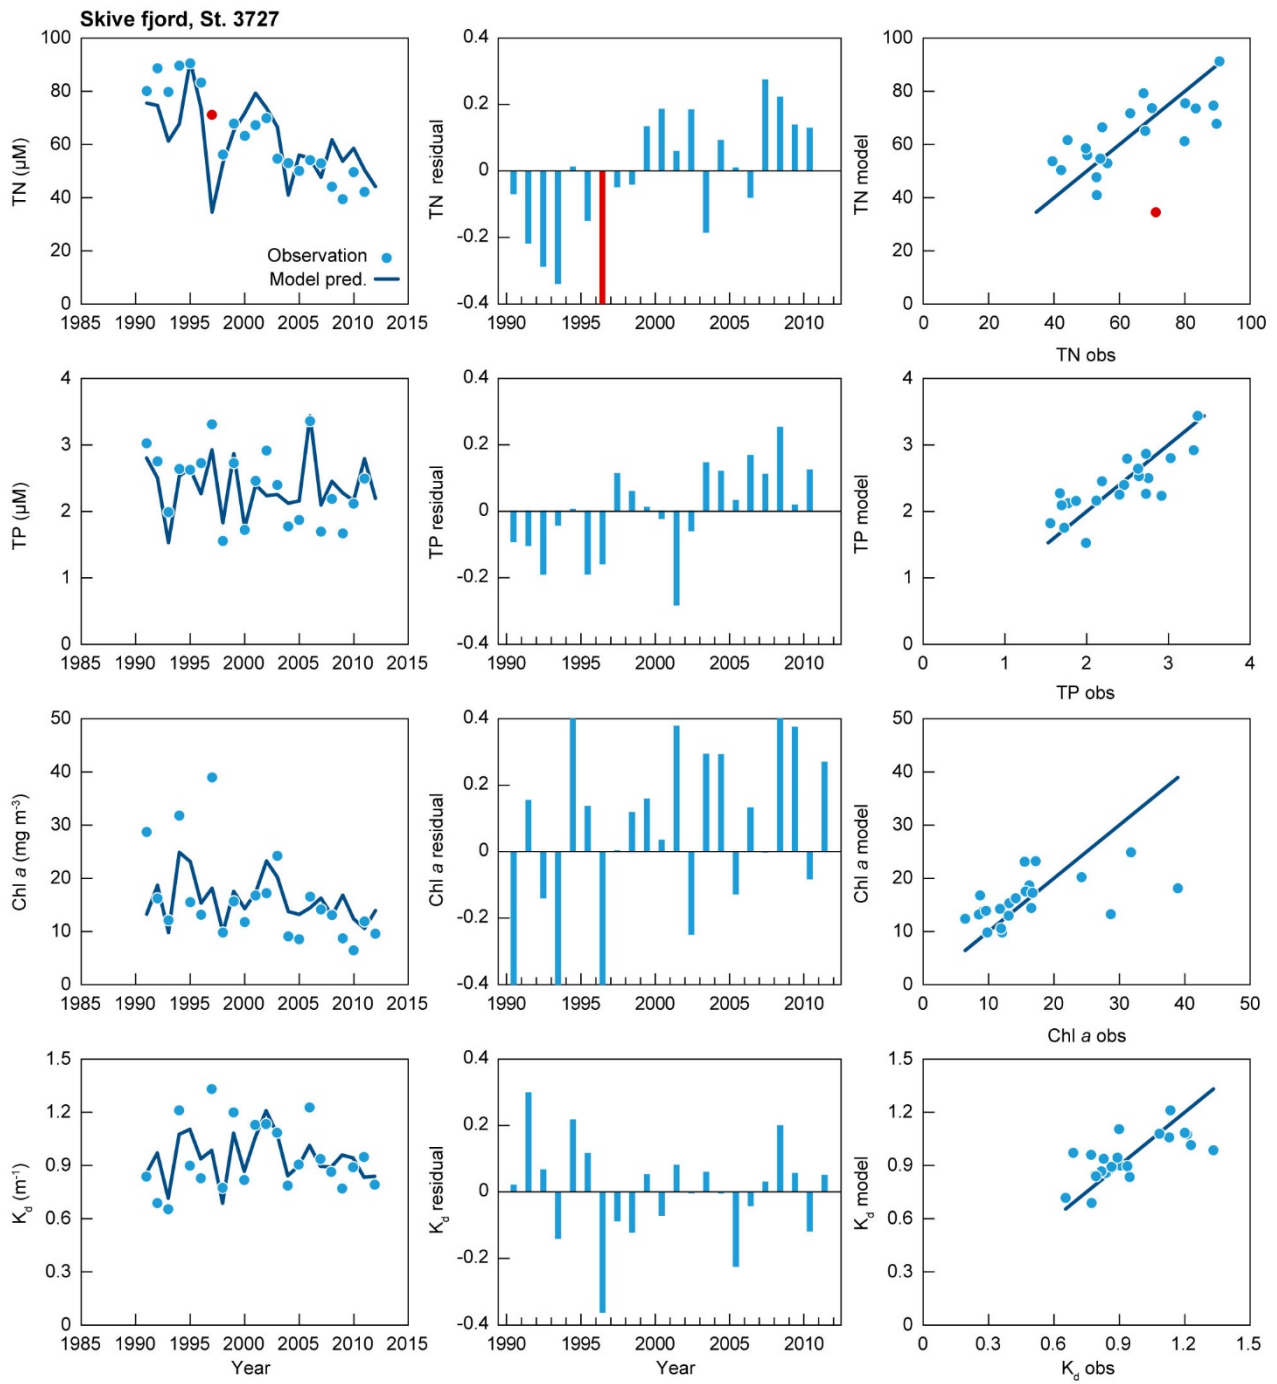 Skive fjord, St. 3727
TN (µM)
100
80
60
40
20
0
1985 1990 1995 2000 2005 2010 2015
Observation
Model pred.
TN residual
0.4
0.2
0
-0.2
-0.4
1990 1995 2000 2005 2010
TN model
100
80
60
40
20
0
0 20 40 60 80 100
TN obs
TP (µM)
4
3
2
1
0
1985 1990 1995 2000 2005 2010 2015
TP residual
0.4
0.2
0
-0.2
-0.4
1990 1995 2000 2005 2010
TP model
4
3
2
1
0
0 1 2 3 4
TP obs
Chl a (mg m⁻³)
50
40
30
20
10
0
1985 1990 1995 2000 2005 2010 2015
Chl a residual
0.4
0.2
0
-0.2
-0.4
1990 1995 2000 2005 2010
Chl a model
50
40
30
20
10
0
0 10 20 30 40 50
Chl a obs
K_d (m⁻¹)
1.5
1.2
0.9
0.6
0.3
0
1985 1990 1995 2000 2005 2010 2015
Year
K_d residual
0.4
0.2
0
-0.2
-0.4
1990 1995 2000 2005 2010
Year
K_d model
1.5
1.2
0.9
0.6
0.3
0
0 0.3 0.6 0.9 1.2 1.5
K_d obs